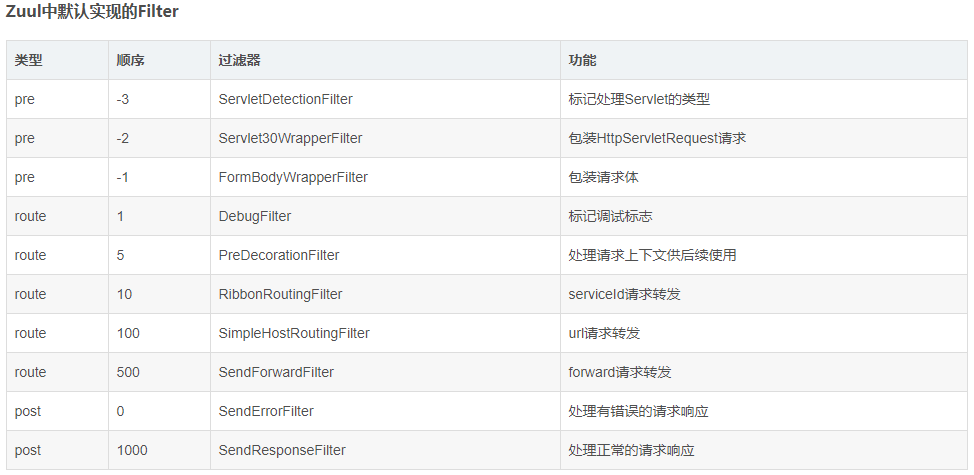 Zuul中默认实现的Filter
类型 顺序 过滤器 功能
pre -3 ServletDetectionFilter 标记处理Servlet的类型
pre -2 Servlet30WrapperFilter 包装HttpServletRequest请求
pre -1 FormBodyWrapperFilter 包装请求体
route 1 DebugFilter 标记调试标志
route 5 PreDecorationFilter 处理请求上下文供后续使用
route 10 RibbonRoutingFilter serviceId请求转发
route 100 SimpleHostRoutingFilter url请求转发
route 500 SendForwardFilter forward请求转发
post 0 SendErrorFilter 处理有错误的请求响应
post 1000 SendResponseFilter 处理正常的请求响应